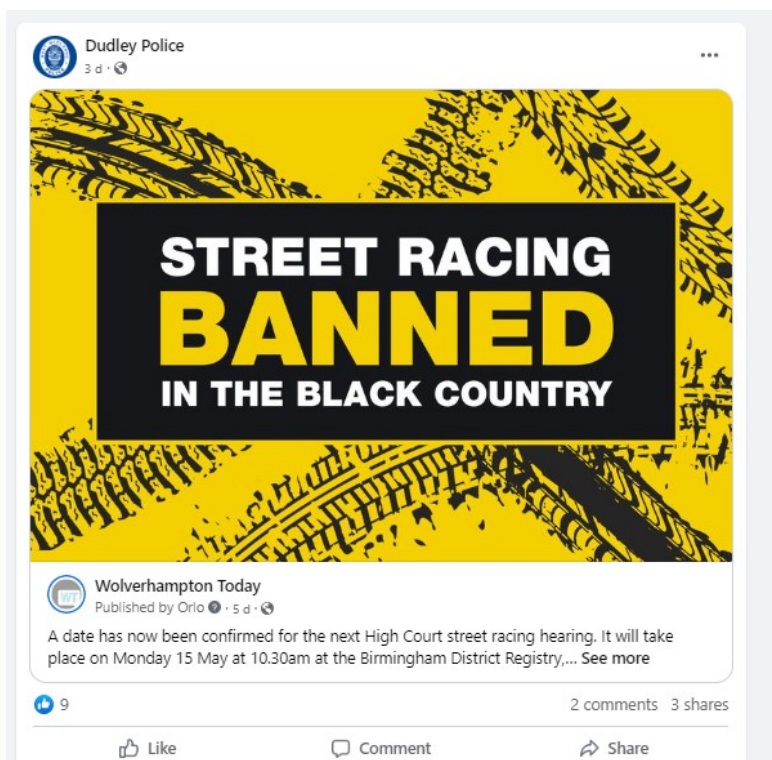 Dudley Police
3 d ·
STREET RACING
BANNED
IN THE BLACK COUNTRY
WT
Wolverhampton Today
Published by Orlo · 5 d ·
A date has now been confirmed for the next High Court street racing hearing. It will take
place on Monday 15 May at 10.30am at the Birmingham District Registry,... See more
9
2 comments 3 shares
Like Comment Share